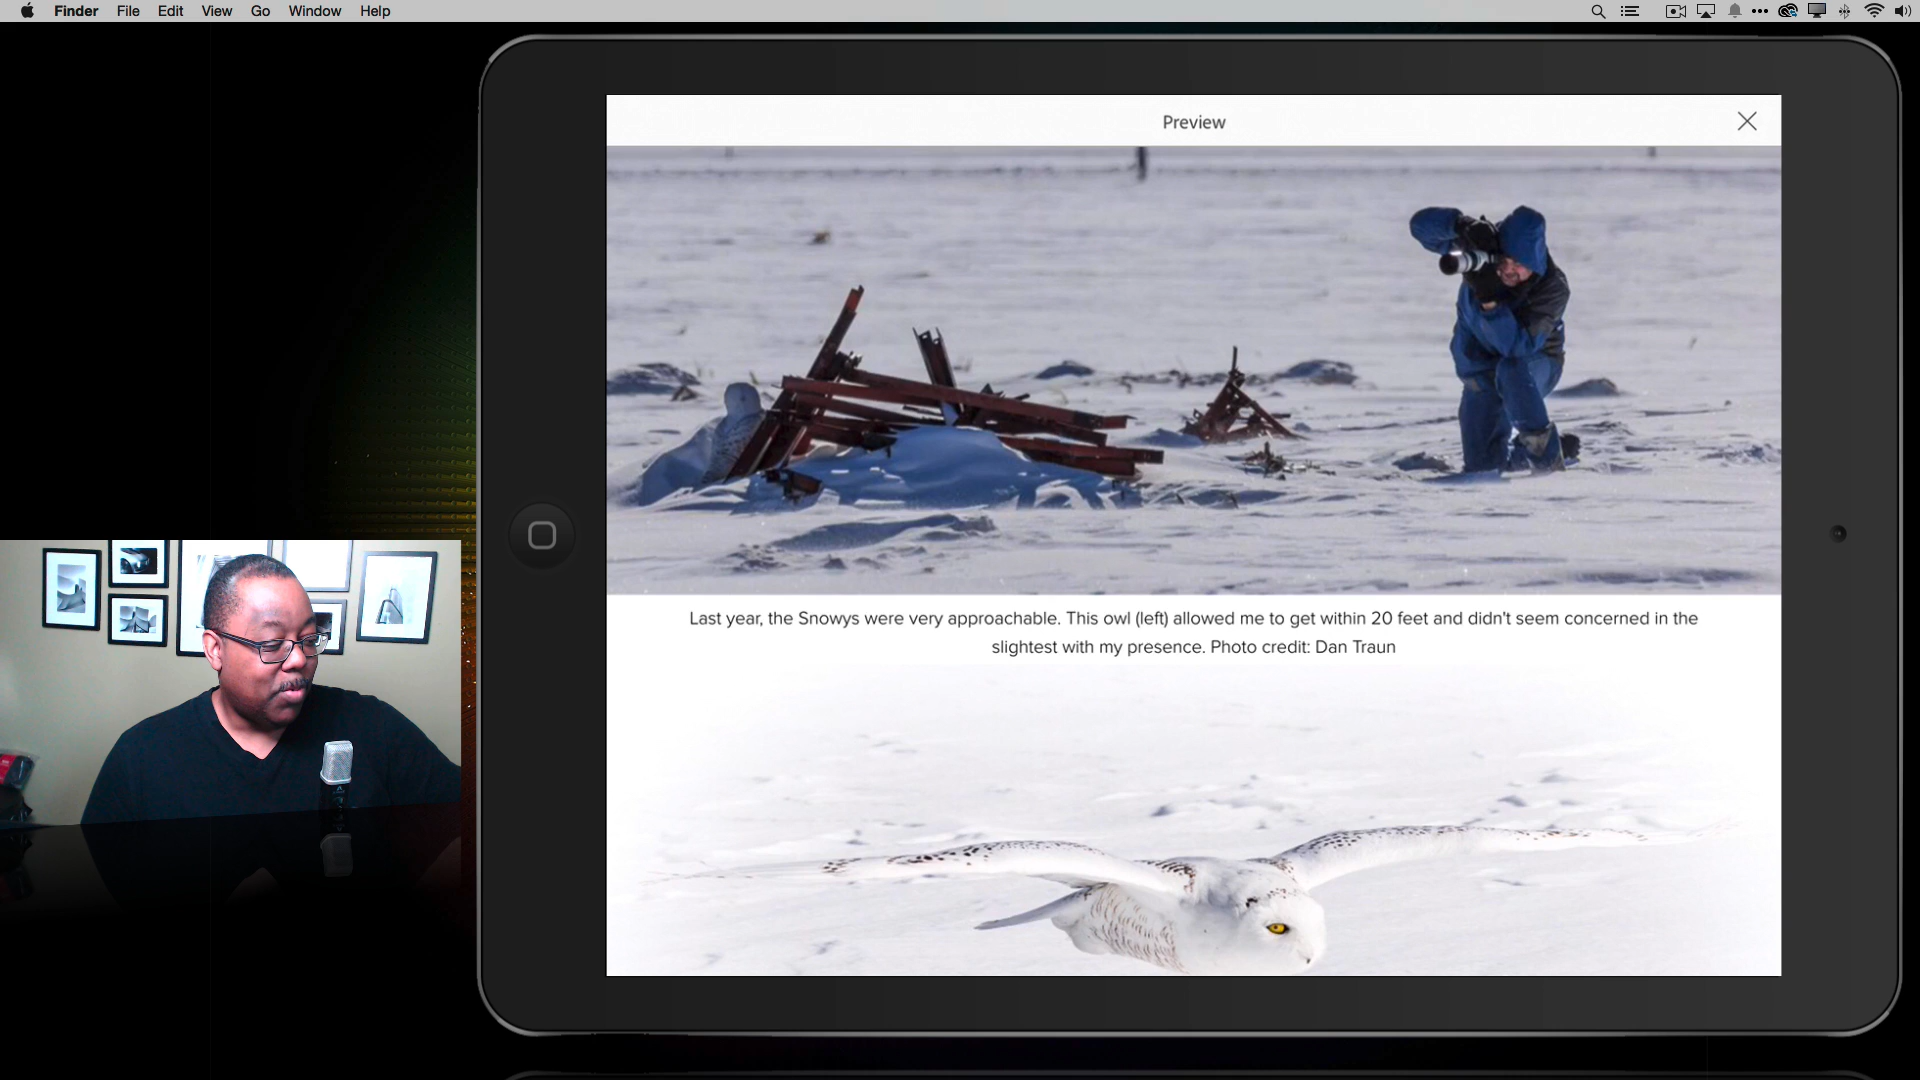 Finder File Edit View Go Window Help
Preview
Last year, the Snowys were very approachable. This owl (left) allowed me to get within 20 feet and didn't seem concerned in the
slightest with my presence. Photo credit: Dan Traun